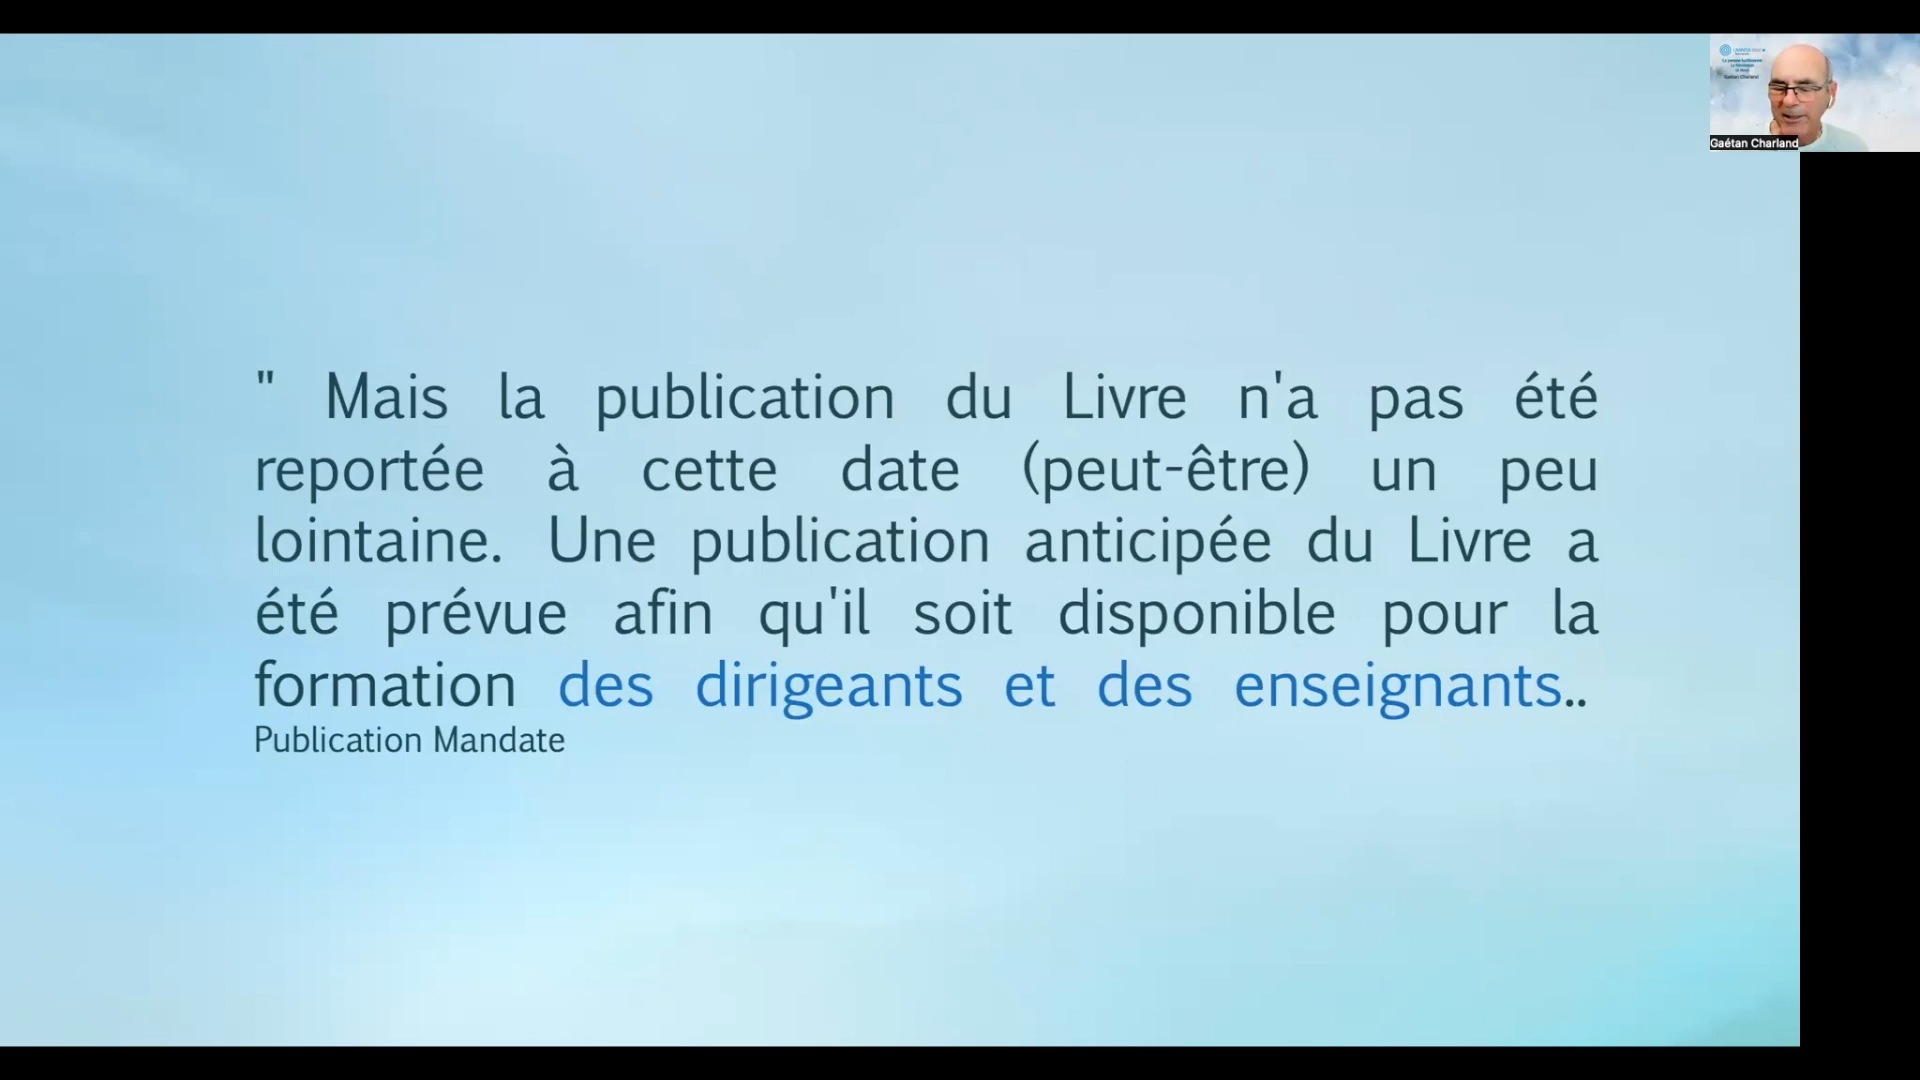 " Mais la publication du Livre n'a pas été
reportée à cette date (peut-être) un peu
lointaine. Une publication anticipée du Livre a
été prévue afin qu'il soit disponible pour la
formation des dirigeants et des enseignants..
Publication Mandate
Gaétan Charland
Gaétan Charland